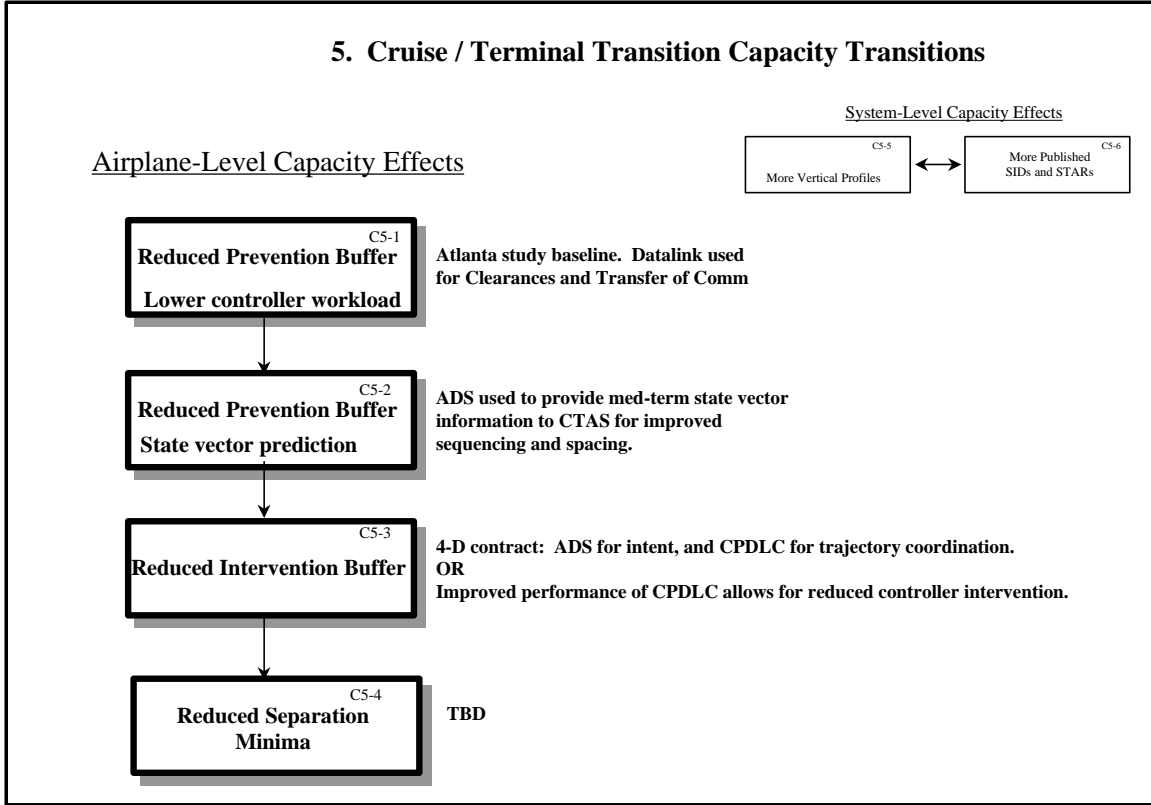 5. Cruise / Terminal Transition Capacity Transitions
System-Level Capacity Effects
C5-5
More Vertical Profiles
C5-6
More Published
SIDs and STARs
Airplane-Level Capacity Effects
C5-1
Reduced Prevention Buffer
Lower controller workload
Atlanta study baseline. Datalink used
for Clearances and Transfer of Comm
C5-2
Reduced Prevention Buffer
State vector prediction
ADS used to provide med-term state vector
information to CTAS for improved
sequencing and spacing.
C5-3
Reduced Intervention Buffer
4-D contract: ADS for intent, and CPDLC for trajectory coordination.
OR
Improved performance of CPDLC allows for reduced controller intervention.
C5-4
Reduced Separation
Minima
TBD